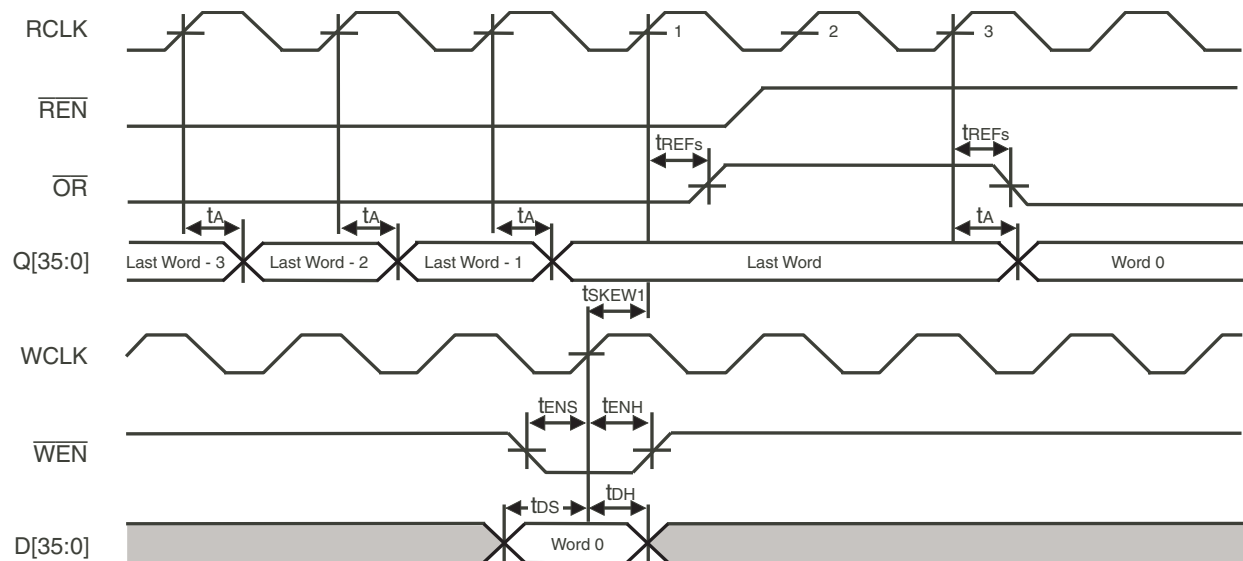 RCLK
1
2
3
REN
tREFs
tREFs
OR
tA
tA
tA
tA
Q[35:0]
Last Word - 3
Last Word - 2
Last Word - 1
Last Word
Word 0
tSKEW1
WCLK
tENS
tENH
WEN
tDS
tDH
D[35:0]
Word 0